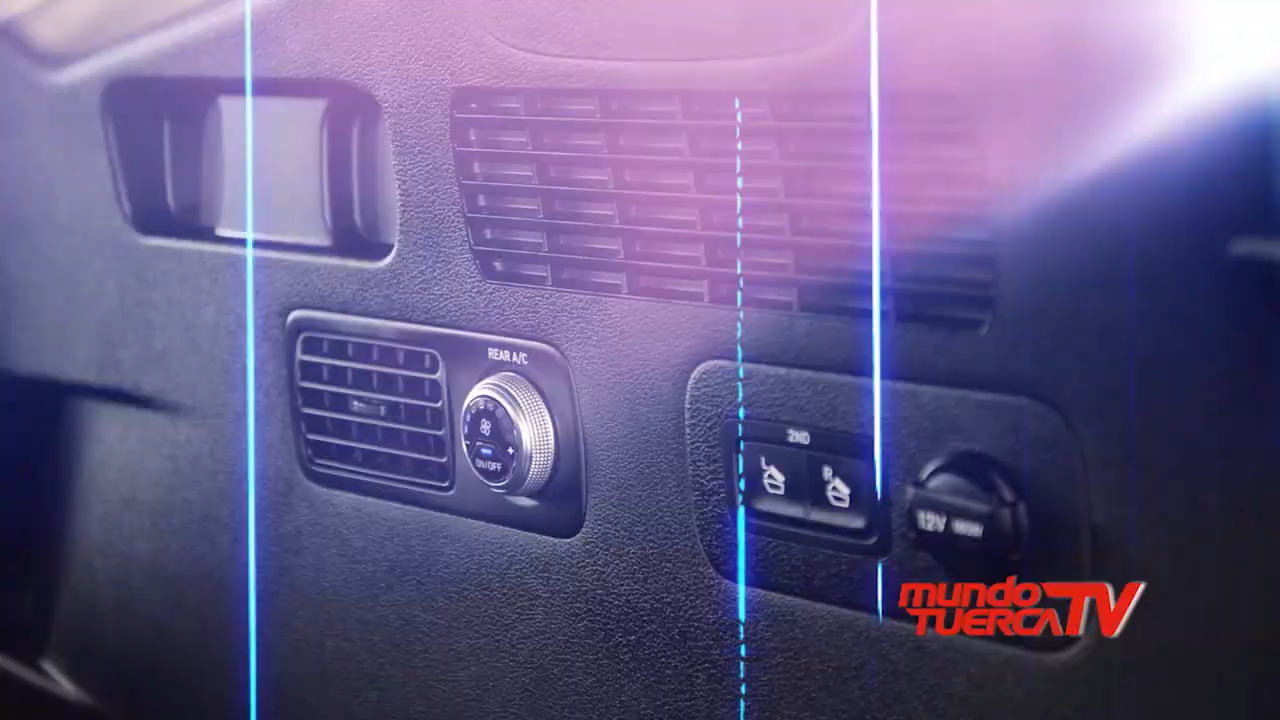 REAR A/C
ON/OFF
2ND
L
R
12V
mundo
TUERCA TV